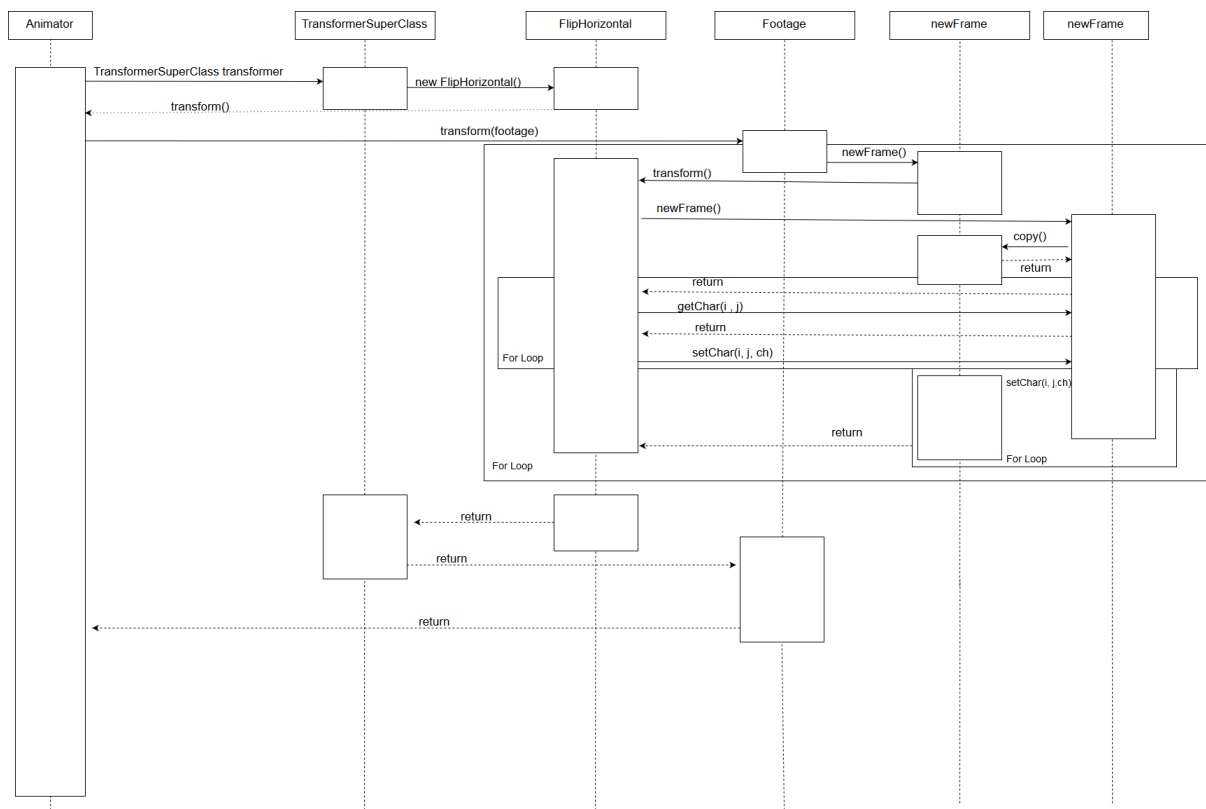 Animator
TransformerSuperClass
FlipHorizontal
Footage
newFrame
newFrame
TransformerSuperClass transformer
new FlipHorizontal()
transform()
transform(footage)
newFrame()
transform()
newFrame()
copy()
return
return
getChar(i , j)
return
setChar(i, j, ch)
For Loop
setChar(i, j,ch)
return
For Loop
For Loop
return
return
return